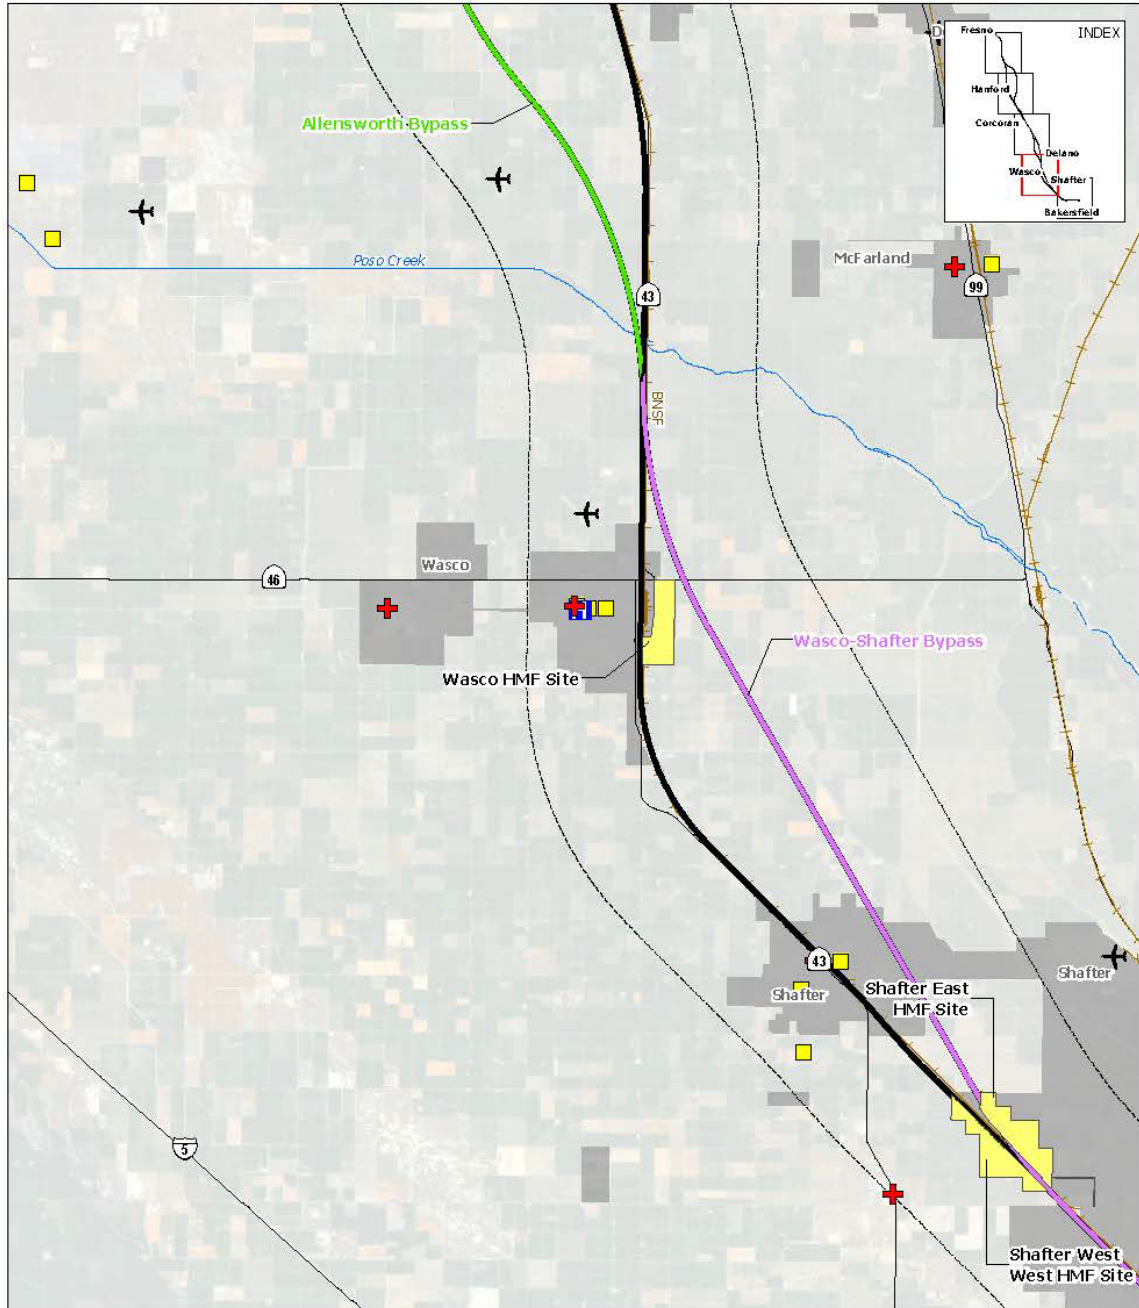 INDEX
Fresno
Hanford
Corcoran
Delano
Wasco
Shafter
Bakersfield
Allensworth Bypass
Poso Creek
McFarland
99
43
BNSF
46
Wasco
Wasco HMF Site
Wasco-Shafter Bypass
43
Shafter
Shafter
Shafter East
HMF Site
5
Shafter West
West HMF Site